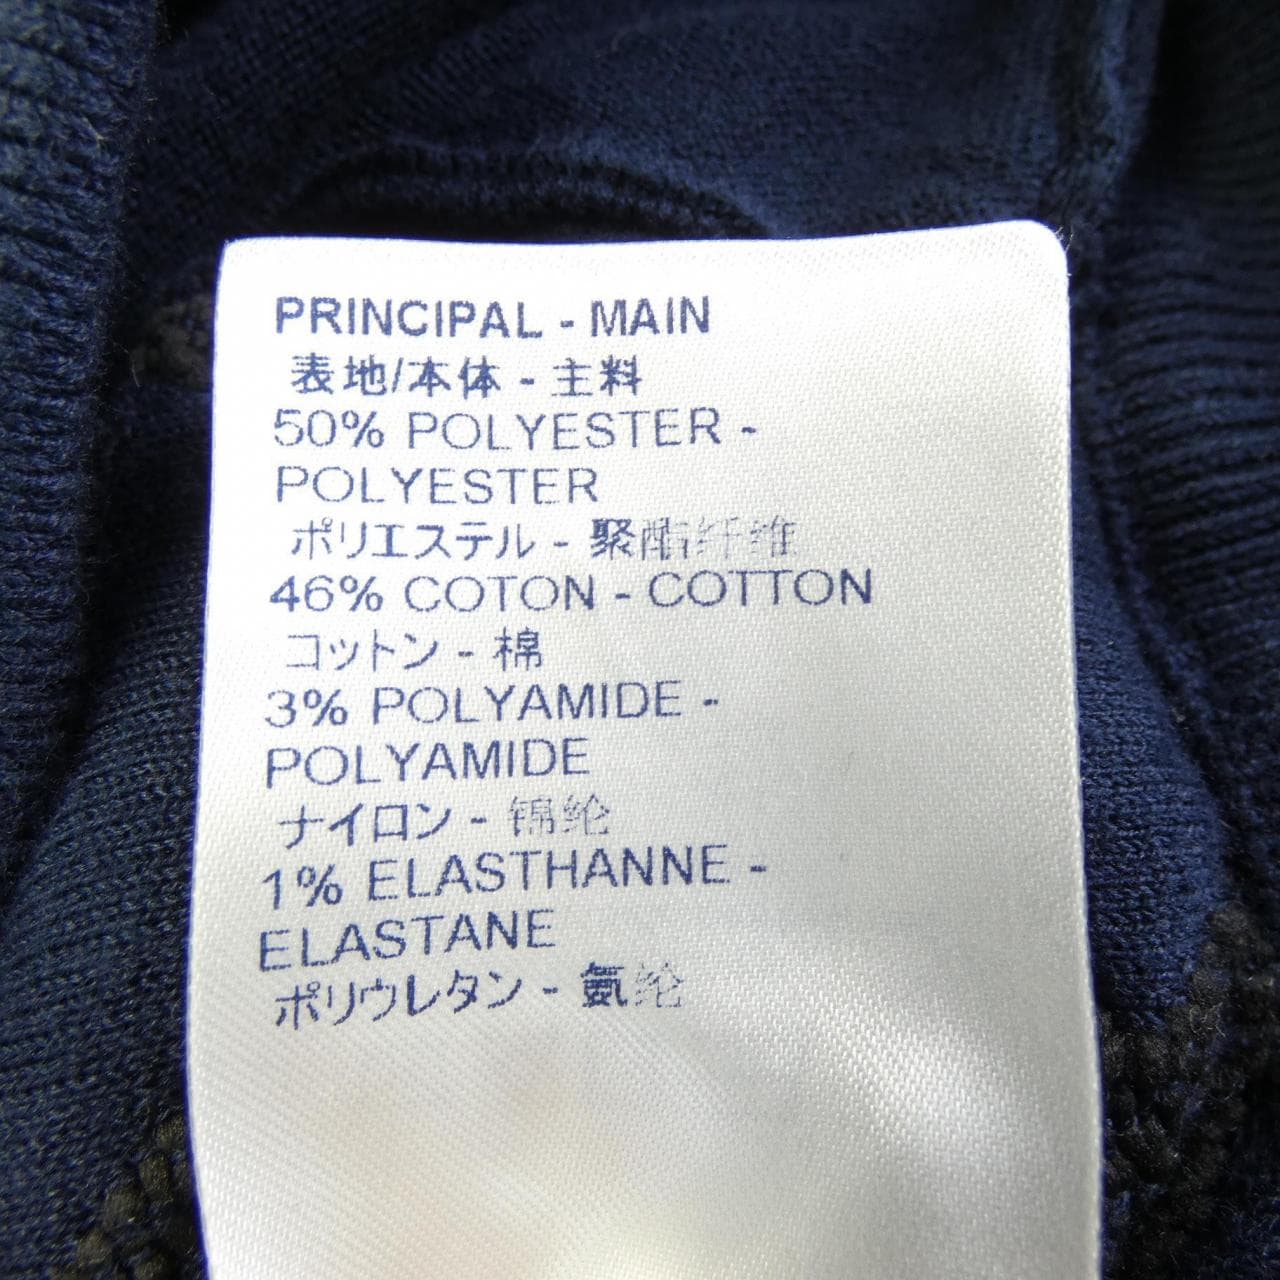 PRINCIPAL - MAIN
表地/本体 - 主料
50% POLYESTER -
POLYESTER
ポリエステル - 聚酯纤维
46% COTON - COTTON
コットン - 棉
3% POLYAMIDE -
POLYAMIDE
ナイロン - 锦纶
1% ELASTHANNE -
ELASTANE
ポリウレタン - 氨纶